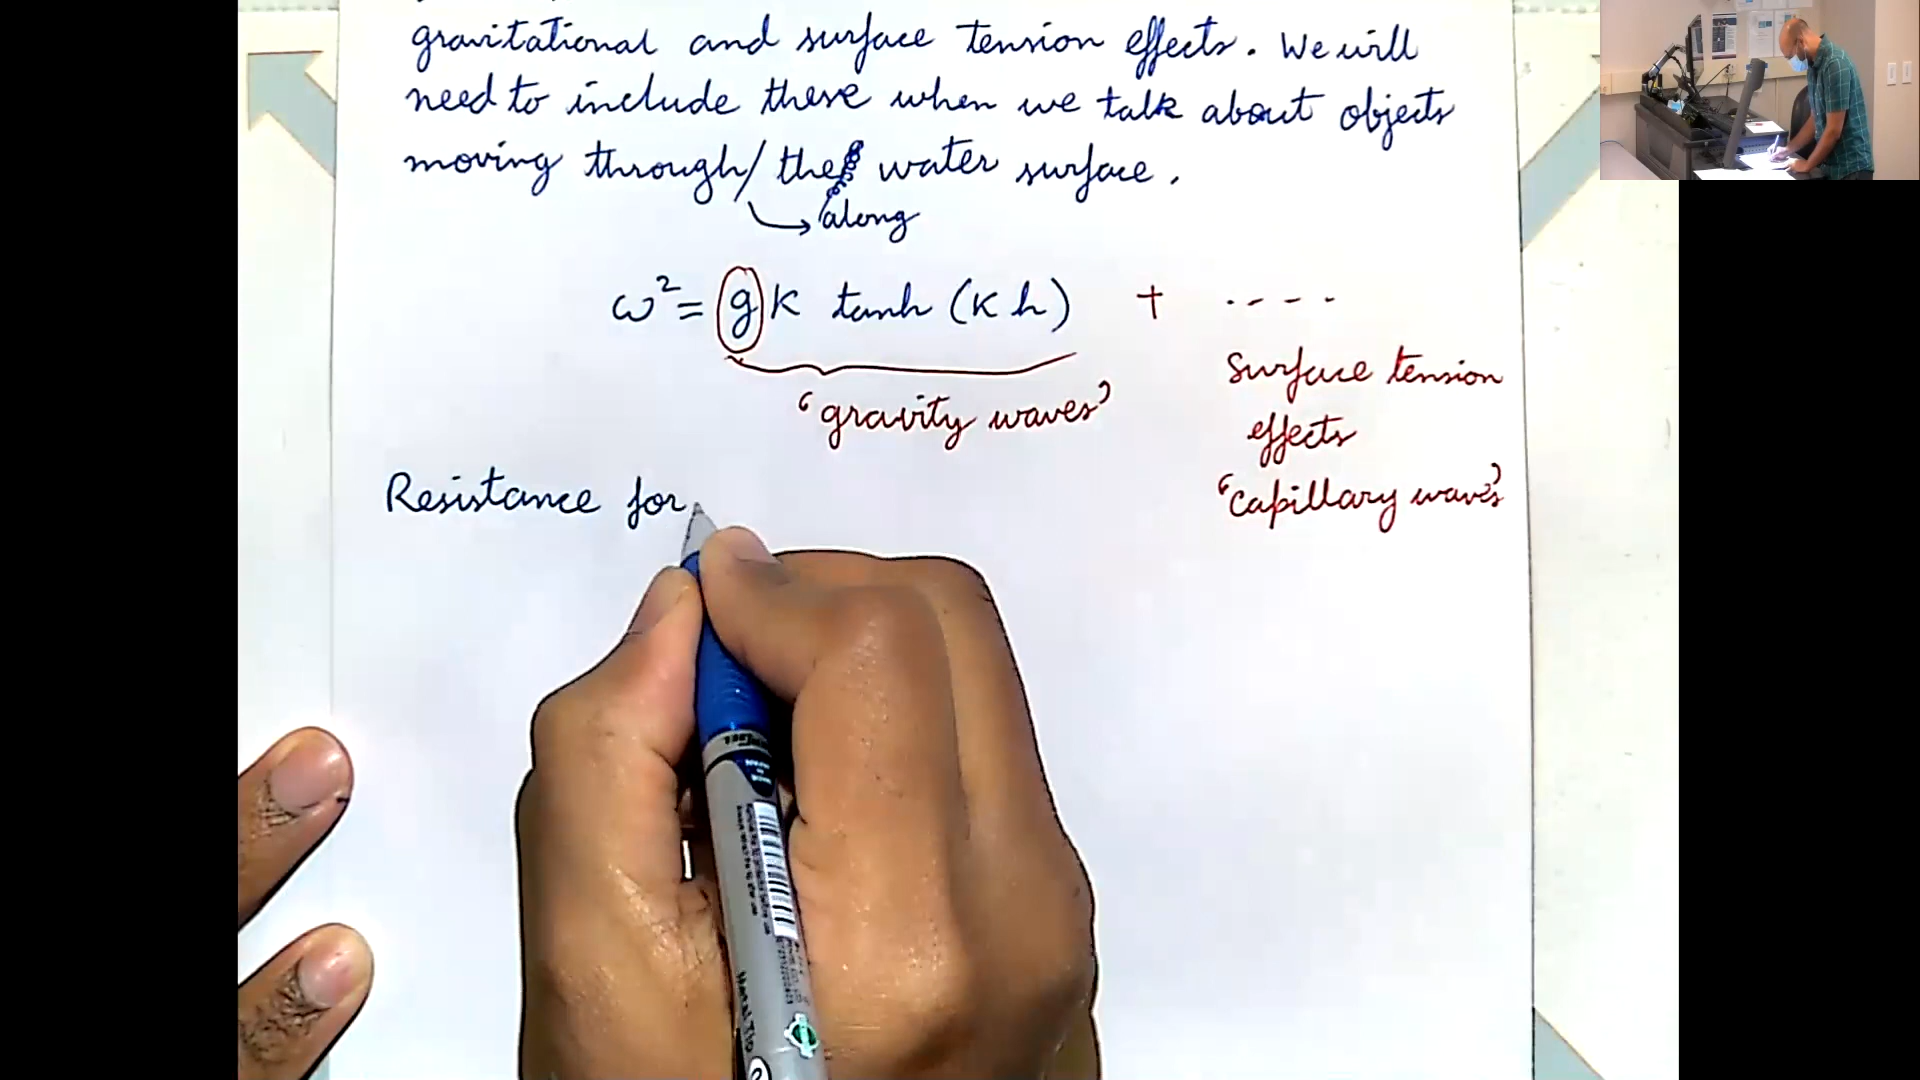 gravitational and surface tension effects. We will
need to include these when we talk about objects
moving through/ the water surface.
along
ω² = g k tanh (k h) + ----
'gravity waves'
Surface tension
effects
'Capillary waves'
Resistance for